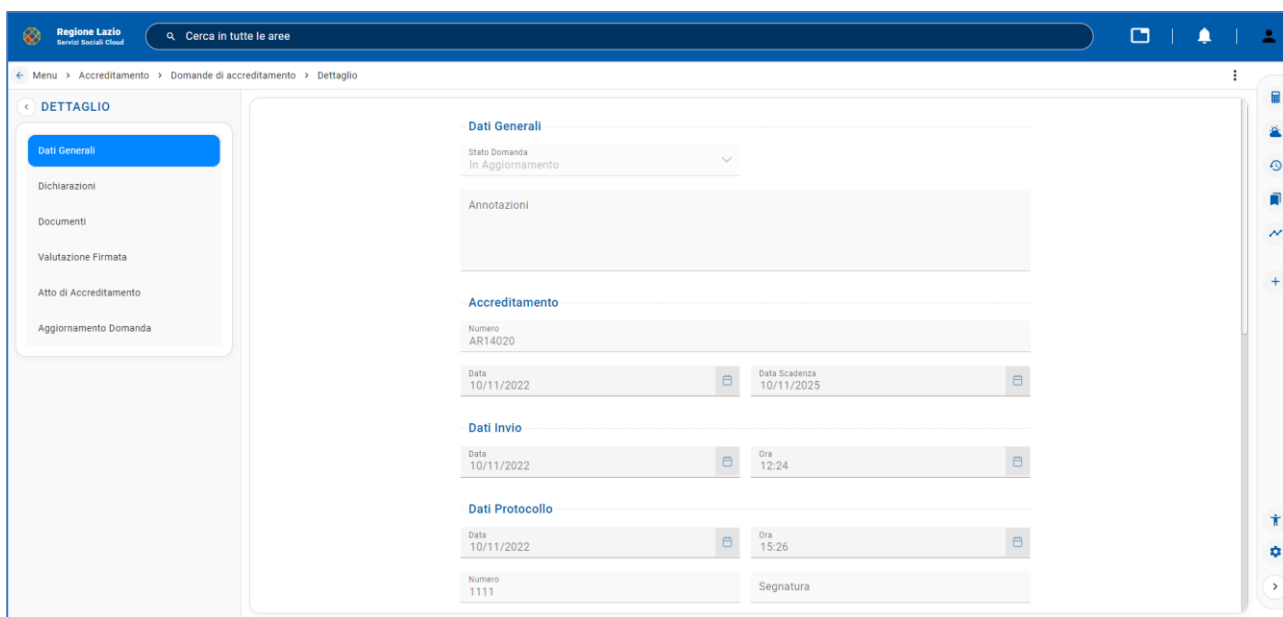 Regione Lazio
Servizi Sociali Cloud
Cerca in tutte le aree
Menu > Accreditamento > Domande di accreditamento > Dettaglio
DETTAGLIO
Dati Generali
Dichiarazioni
Documenti
Valutazione Firmata
Atto di Accreditamento
Aggiornamento Domanda
Dati Generali
Stato Domanda
In Aggiornamento
Annotazioni
Accreditamento
Numero
AR14020
Data
10/11/2022
Data Scadenza
10/11/2025
Dati Invio
Data
10/11/2022
Ora
12:24
Dati Protocollo
Data
10/11/2022
Ora
15:26
Numero
1111
Segnatura